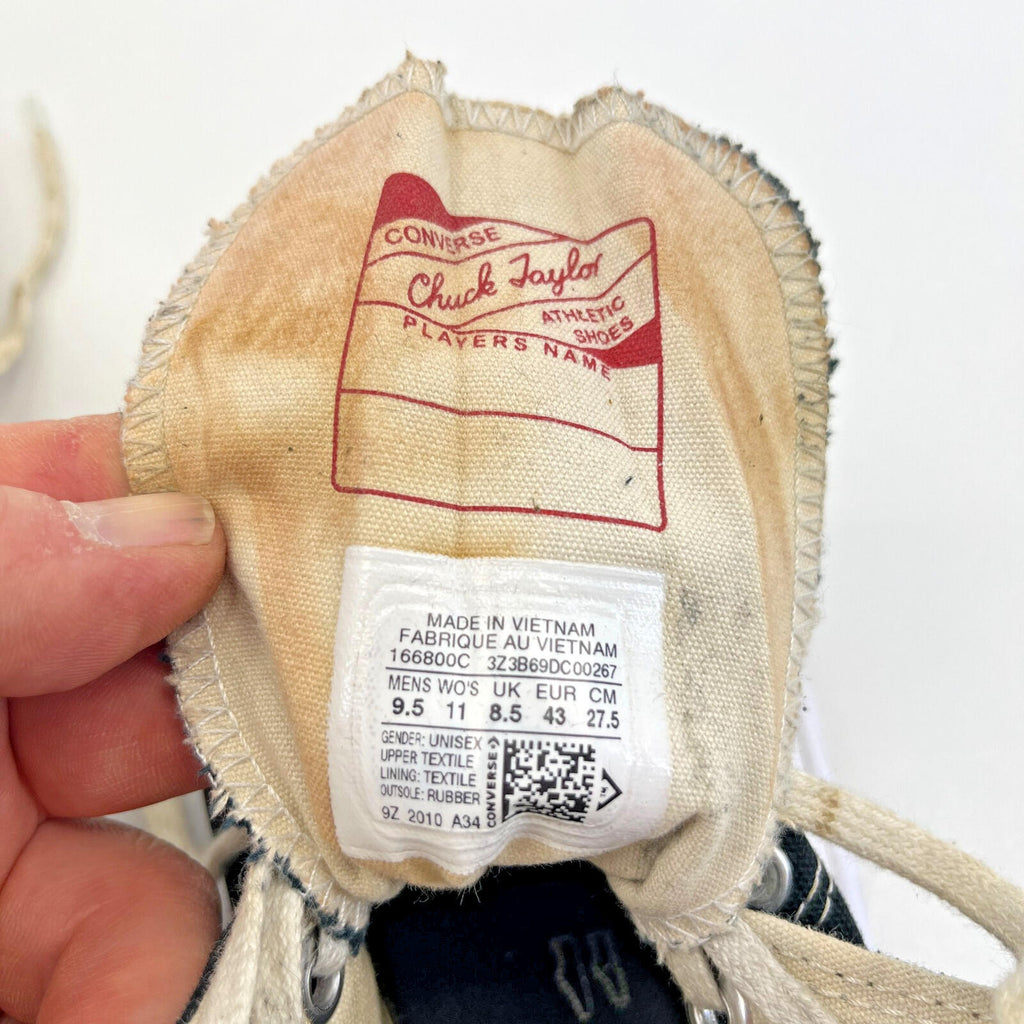 CONVERSE
Chuck Taylor
ATHLETIC
SHOES
PLAYERS NAME
MADE IN VIETNAM
FABRIQUE AU VIETNAM
166800C 3Z3B69DC00267
MENS WO'S UK EUR CM
9.5 11 8.5 43 27.5
GENDER: UNISEX
UPPER TEXTILE
LINING: TEXTILE
OUTSOLE: RUBBER
9Z 2010 A34
CONVERSE